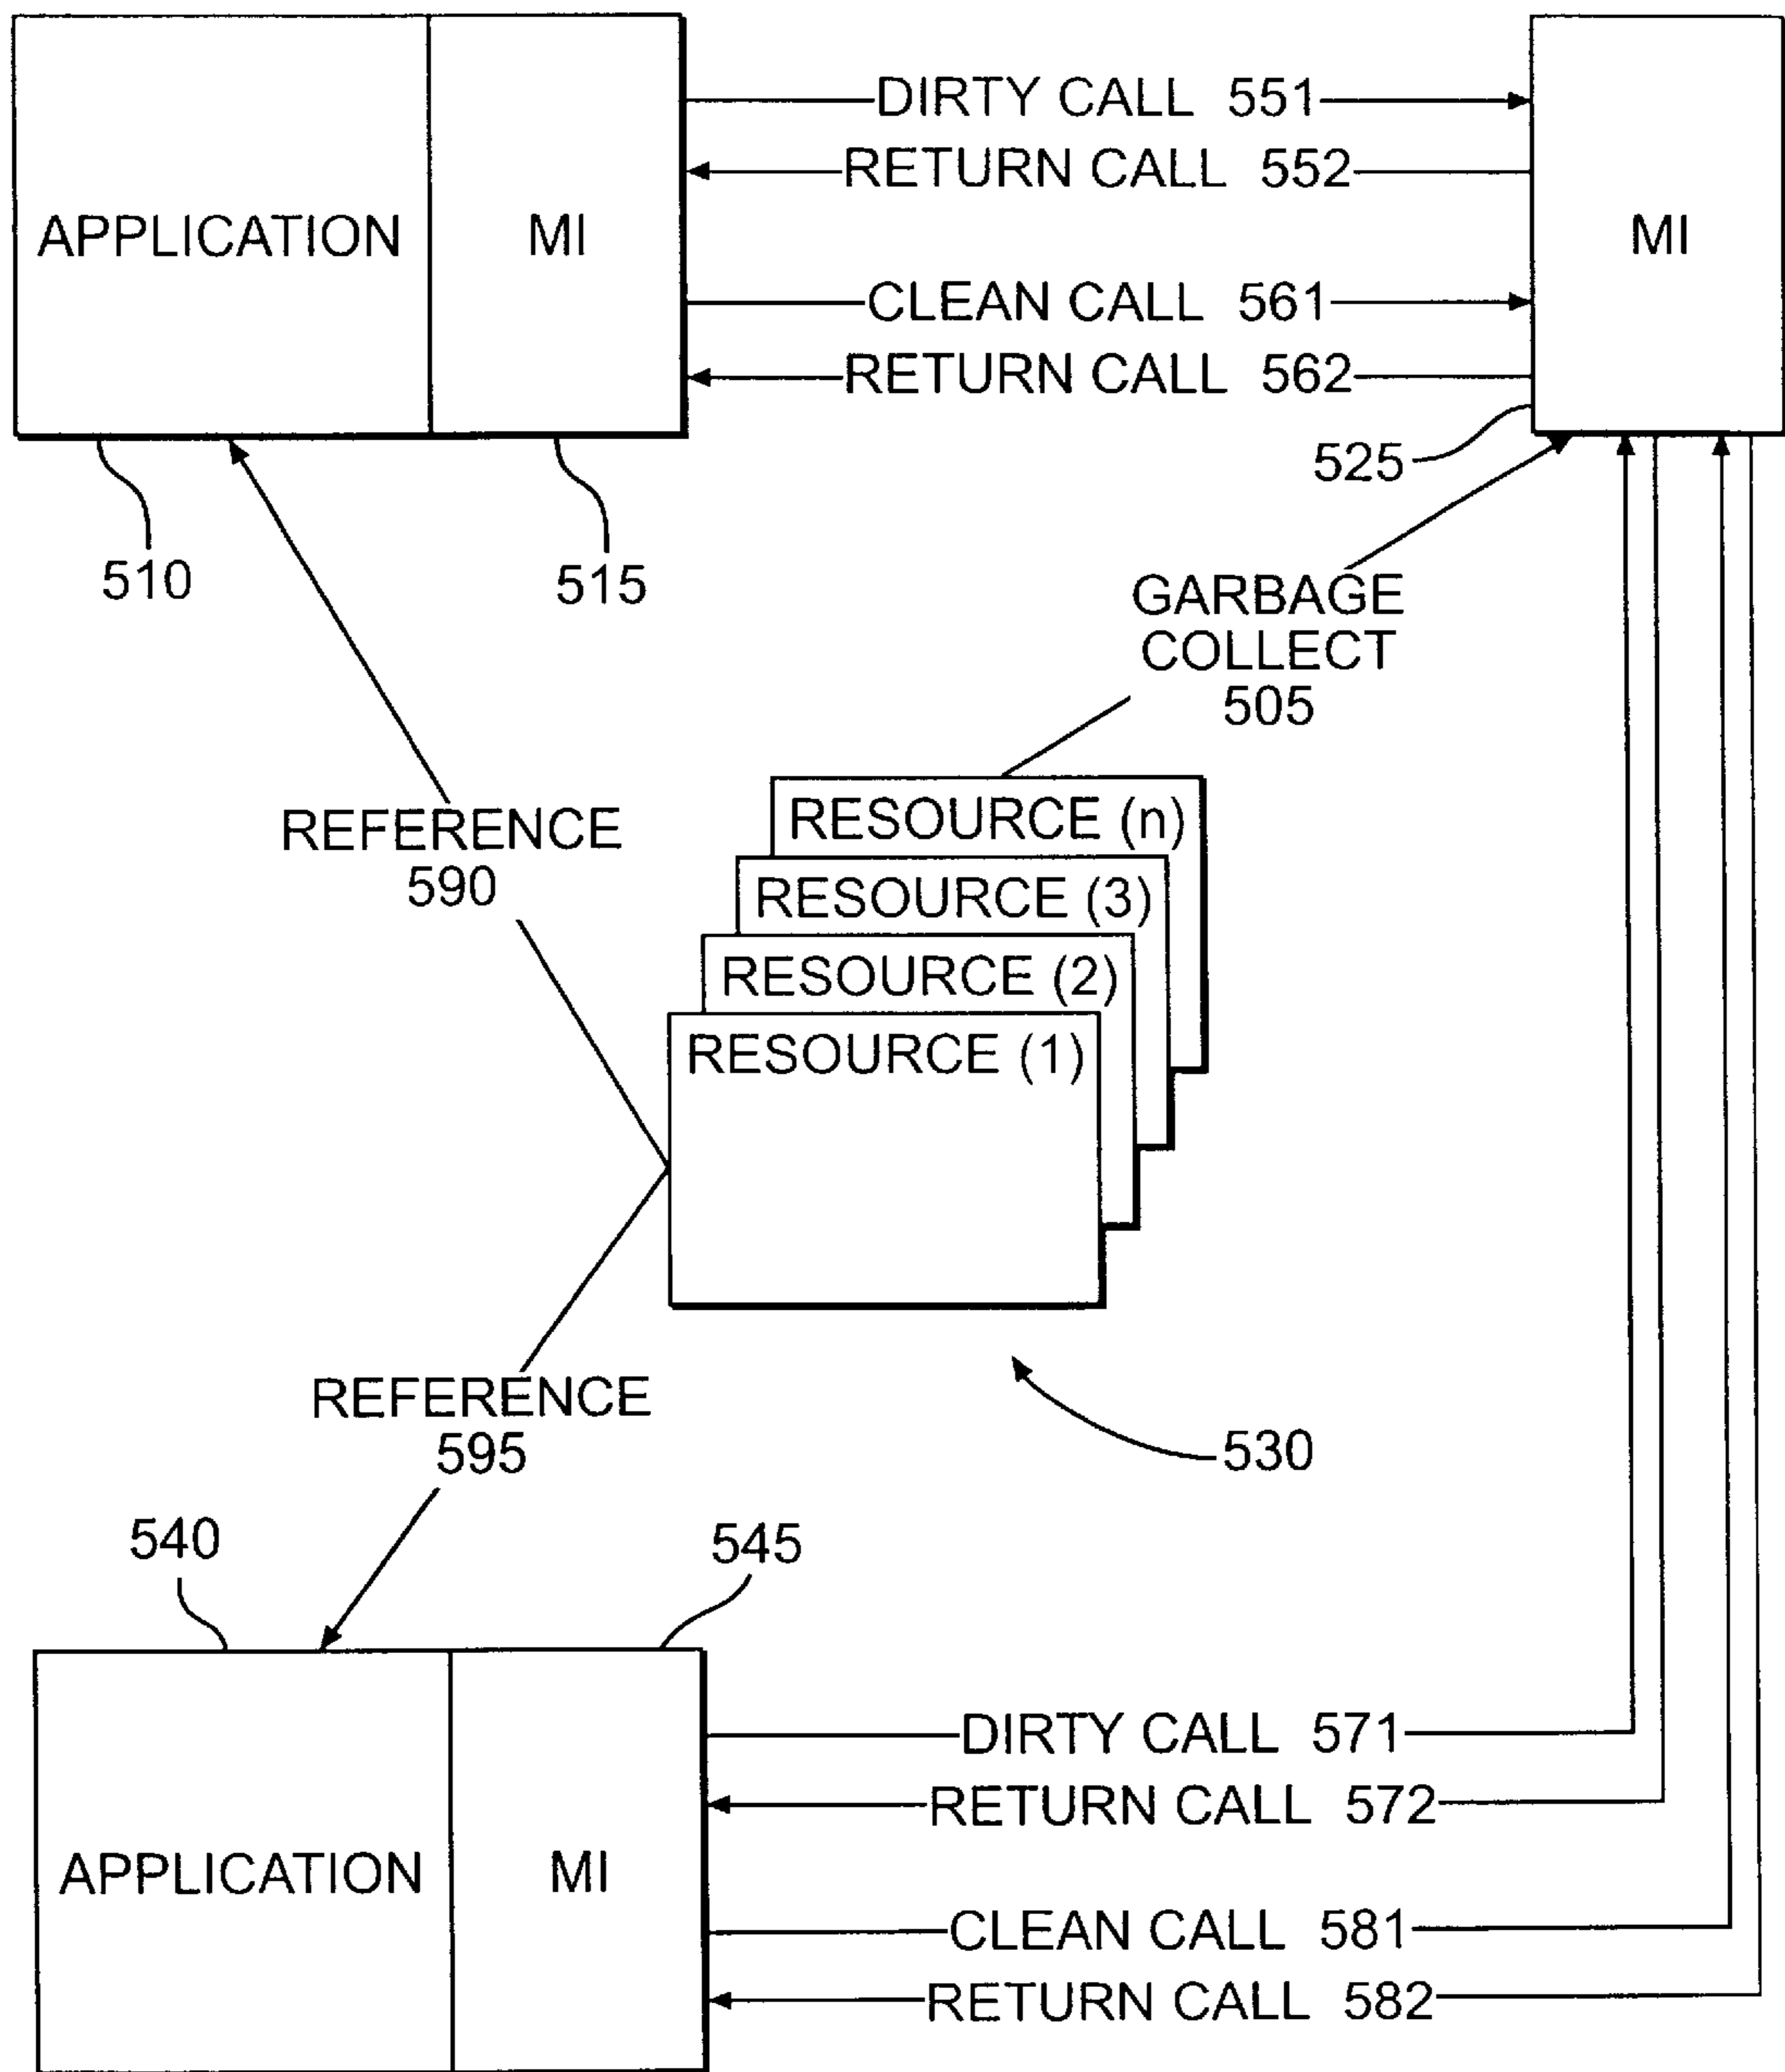 APPLICATION
MI
DIRTY CALL 551
RETURN CALL 552
CLEAN CALL 561
RETURN CALL 562
MI
525
510
515
GARBAGE
COLLECT
505
REFERENCE
590
RESOURCE (n)
RESOURCE (3)
RESOURCE (2)
RESOURCE (1)
REFERENCE
595
530
540
545
APPLICATION
MI
DIRTY CALL 571
RETURN CALL 572
CLEAN CALL 581
RETURN CALL 582